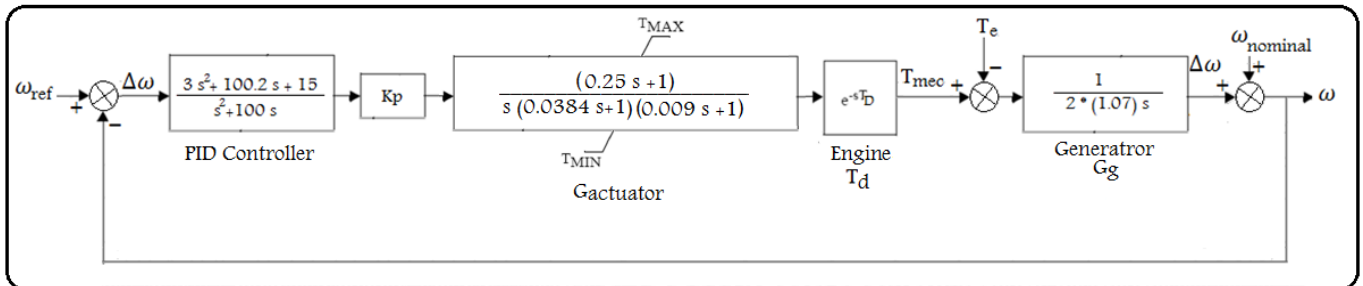 T_MAX
T_e
ω_nominal
ω_ref
+
−
Δω
3 s²+ 100.2 s + 15
s²+100 s
Kp
(0.25 s +1)
s (0.0384 s+1) (0.009 s +1)
e^-sT_D
T_mec
+
−
1
2 * (1.07) s
Δω
+
+
ω
PID Controller
T_MIN
Gactuator
Engine
T_d
Generatror
Gg